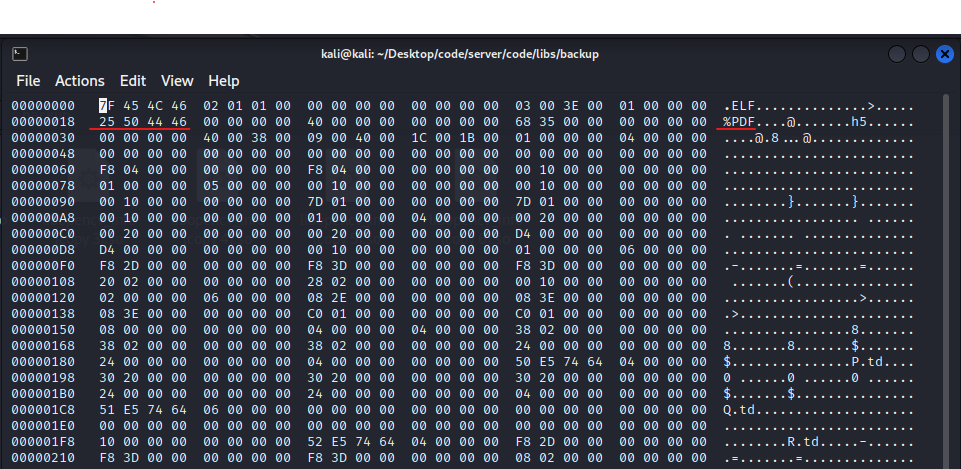 kali@kali: ~/Desktop/code/server/code/libs/backup
File Actions Edit View Help
00000000 7F 45 4C 46 02 01 01 00 00 00 00 00 00 00 00 00 03 00 3E 00 01 00 00 00 .ELF..............>.....
00000018 25 50 44 46 00 00 00 00 40 00 00 00 00 00 00 00 68 35 00 00 00 00 00 00 %PDF....@.......h5......
00000030 00 00 00 00 40 00 38 00 09 00 40 00 1C 00 1B 00 01 00 00 00 04 00 00 00 ....@.8...@.............
00000048 00 00 00 00 00 00 00 00 00 00 00 00 00 00 00 00 00 00 00 00 00 00 00 00 ........................
00000060 F8 04 00 00 00 00 00 00 F8 04 00 00 00 00 00 00 00 10 00 00 00 00 00 00 ........................
00000078 01 00 00 00 05 00 00 00 00 10 00 00 00 00 00 00 00 10 00 00 00 00 00 00 ........................
00000090 00 10 00 00 00 00 00 00 7D 01 00 00 00 00 00 00 7D 01 00 00 00 00 00 00 ........}.......}.......
000000A8 00 10 00 00 00 00 00 00 01 00 00 00 04 00 00 00 00 20 00 00 00 00 00 00 ................. ......
000000C0 00 20 00 00 00 00 00 00 00 20 00 00 00 00 00 00 D4 00 00 00 00 00 00 00 . ....... ..............
000000D8 D4 00 00 00 00 00 00 00 00 10 00 00 00 00 00 00 01 00 00 00 06 00 00 00 ........................
000000F0 F8 2D 00 00 00 00 00 00 F8 3D 00 00 00 00 00 00 F8 3D 00 00 00 00 00 00 .-.......=.......=......
00000108 20 02 00 00 00 00 00 00 28 02 00 00 00 00 00 00 00 10 00 00 00 00 00 00  .......(...............
00000120 02 00 00 00 06 00 00 00 08 2E 00 00 00 00 00 00 08 3E 00 00 00 00 00 00 .................>......
00000138 08 3E 00 00 00 00 00 00 C0 01 00 00 00 00 00 00 C0 01 00 00 00 00 00 00 .>......................
00000150 08 00 00 00 00 00 00 00 04 00 00 00 04 00 00 00 38 02 00 00 00 00 00 00 ................8.......
00000168 38 02 00 00 00 00 00 00 38 02 00 00 00 00 00 00 24 00 00 00 00 00 00 00 8.......8.......$.......
00000180 24 00 00 00 00 00 00 00 04 00 00 00 00 00 00 00 50 E5 74 64 04 00 00 00 $...............P.td....
00000198 30 20 00 00 00 00 00 00 30 20 00 00 00 00 00 00 30 20 00 00 00 00 00 00 0 ......0 ......0 ......
000001B0 24 00 00 00 00 00 00 00 24 00 00 00 00 00 00 00 04 00 00 00 00 00 00 00 $.......$...............
000001C8 51 E5 74 64 06 00 00 00 00 00 00 00 00 00 00 00 00 00 00 00 00 00 00 00 Q.td....................
000001E0 00 00 00 00 00 00 00 00 00 00 00 00 00 00 00 00 00 00 00 00 00 00 00 00 ........................
000001F8 10 00 00 00 00 00 00 00 52 E5 74 64 04 00 00 00 F8 2D 00 00 00 00 00 00 ........R.td.....-......
00000210 F8 3D 00 00 00 00 00 00 F8 3D 00 00 00 00 00 00 08 02 00 00 00 00 00 00 .=.......=..............